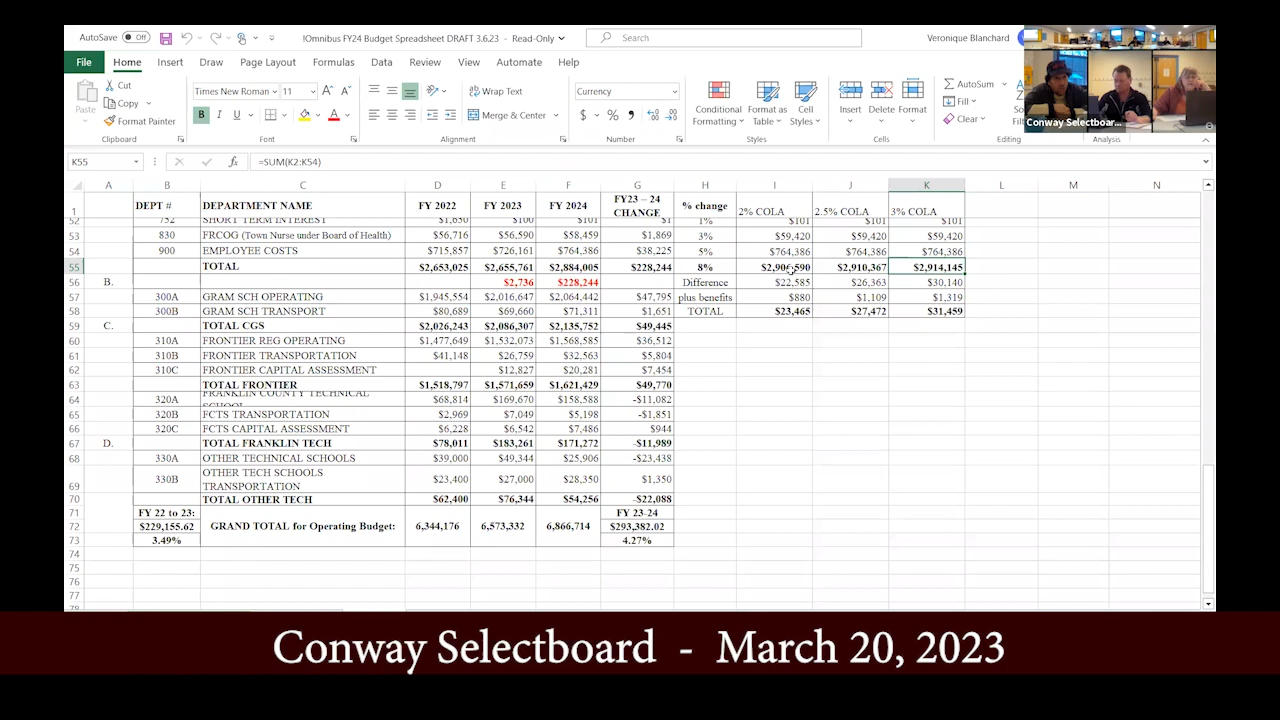 AutoSave Off !Omnibus FY24 Budget Spreadsheet DRAFT 3.6.23 - Read-Only Search Veronique Blanchard
File Home Insert Draw Page Layout Formulas Data Review View Automate Help
Paste Cut Copy Format Painter Times New Roman 11 Wrap Text Merge & Center Currency Conditional Formatting Format as Table Cell Styles Insert Delete Format AutoSum Fill Clear
Clipboard Font Alignment Number Styles Cells Editing Analysis
Conway Selectboar...
K55 =SUM(K2:K54)
A B C D E F G H I J K L M N
1 DEPT # DEPARTMENT NAME FY 2022 FY 2023 FY 2024 FY23 – 24 CHANGE % change 2% COLA 2.5% COLA 3% COLA
52 752 SHORT TERM INTEREST $1,650 $100 $101 $1 1% $101 $101 $101
53 830 FRCOG (Town Nurse under Board of Health) $56,716 $56,590 $58,459 $1,869 3% $59,420 $59,420 $59,420
54 900 EMPLOYEE COSTS $715,857 $726,161 $764,386 $38,225 5% $764,386 $764,386 $764,386
55 TOTAL $2,653,025 $2,655,761 $2,884,005 $228,244 8% $2,910,367 $2,914,145
56 B. $2,736 $228,244 Difference $22,585 $26,363 $30,140
57 300A GRAM SCH OPERATING $1,945,554 $2,016,647 $2,064,442 $47,795 plus benefits $880 $1,109 $1,319
58 300B GRAM SCH TRANSPORT $80,689 $69,660 $71,311 $1,651 TOTAL $23,465 $27,472 $31,459
59 C. TOTAL CGS $2,026,243 $2,086,307 $2,135,752 $49,445
60 310A FRONTIER REG OPERATING $1,477,649 $1,532,073 $1,568,585 $36,512
61 310B FRONTIER TRANSPORTATION $41,148 $26,759 $32,563 $5,804
62 310C FRONTIER CAPITAL ASSESSMENT $12,827 $20,281 $7,454
63 TOTAL FRONTIER $1,518,797 $1,571,659 $1,621,429 $49,770
64 320A FRANKLIN COUNTY TECHNICAL SCHOOL $68,814 $169,670 $158,588 -$11,082
65 320B FCTS TRANSPORTATION $2,969 $7,049 $5,198 -$1,851
66 320C FCTS CAPITAL ASSESSMENT $6,228 $6,542 $7,486 $944
67 D. TOTAL FRANKLIN TECH $78,011 $183,261 $171,272 -$11,989
68 330A OTHER TECHNICAL SCHOOLS $39,000 $49,344 $25,906 -$23,438
69 330B OTHER TECH SCHOOLS TRANSPORTATION $23,400 $27,000 $28,350 $1,350
70 TOTAL OTHER TECH $62,400 $76,344 $54,256 -$22,088
71 FY 22 to 23: FY 23-24
72 $229,155.62 GRAND TOTAL for Operating Budget: 6,344,176 6,573,332 6,866,714 $293,382.02
73 3.49% 4.27%
74
75
76
77
78
Conway Selectboard - March 20, 2023